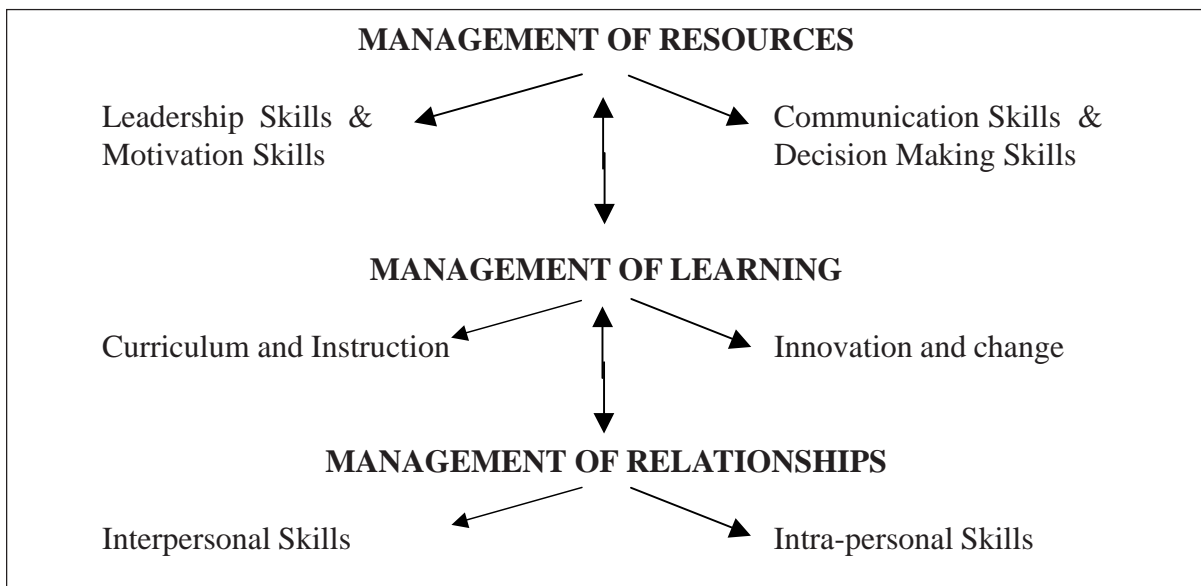 MANAGEMENT OF RESOURCES
Leadership Skills &
Motivation Skills
Communication Skills &
Decision Making Skills
MANAGEMENT OF LEARNING
Curriculum and Instruction
Innovation and change
MANAGEMENT OF RELATIONSHIPS
Interpersonal Skills
Intra-personal Skills